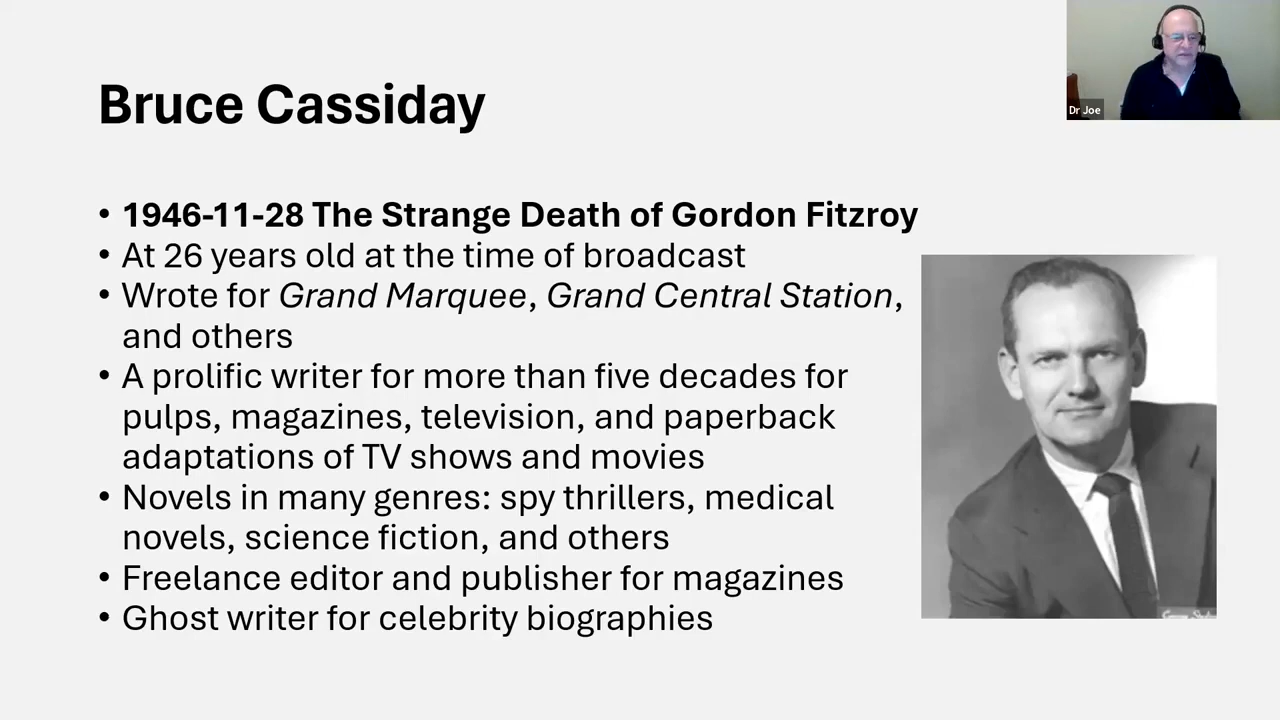 Bruce Cassiday
Dr Joe
• 1946-11-28 The Strange Death of Gordon Fitzroy
• At 26 years old at the time of broadcast
• Wrote for Grand Marquee, Grand Central Station,
and others
• A prolific writer for more than five decades for
pulps, magazines, television, and paperback
adaptations of TV shows and movies
• Novels in many genres: spy thrillers, medical
novels, science fiction, and others
• Freelance editor and publisher for magazines
• Ghost writer for celebrity biographies